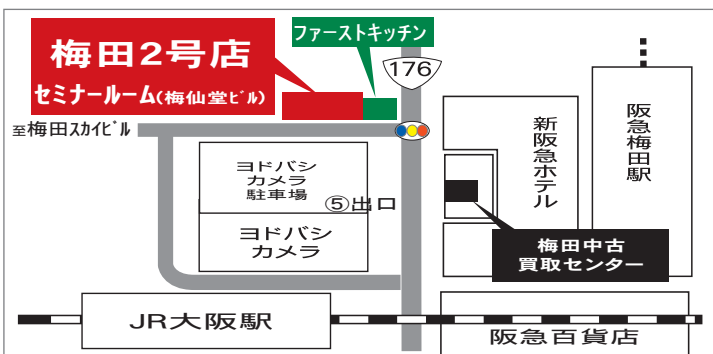 梅田2号店
セミナールーム(梅仙堂ビル)
ファーストキッチン
176
至梅田スカイビル
ヨドバシ
カメラ
駐車場
⑤出口
ヨドバシ
カメラ
新阪急ホテル
阪急梅田駅
梅田中古
買取センター
JR大阪駅
阪急百貨店